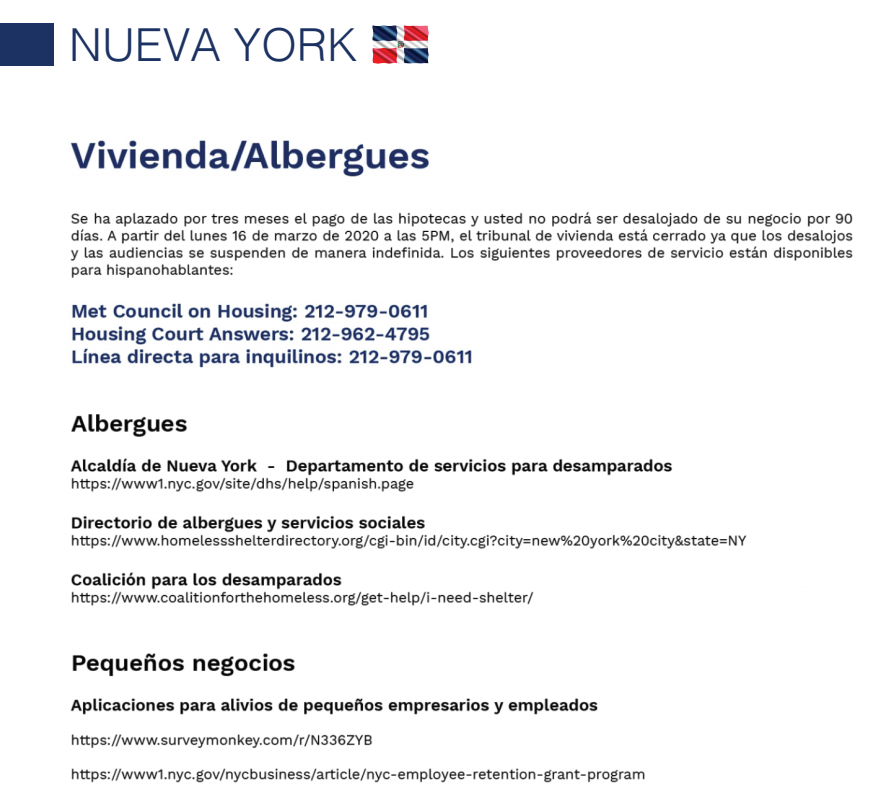 NUEVA YORK
Vivienda/Albergues
Se ha aplazado por tres meses el pago de las hipotecas y usted no podrá ser desalojado de su negocio por 90
días. A partir del lunes 16 de marzo de 2020 a las 5PM, el tribunal de vivienda está cerrado ya que los desalojos
y las audiencias se suspenden de manera indefinida. Los siguientes proveedores de servicio están disponibles
para hispanohablantes:
Met Council on Housing: 212-979-0611
Housing Court Answers: 212-962-4795
Línea directa para inquilinos: 212-979-0611
Albergues
Alcaldía de Nueva York - Departamento de servicios para desamparados
https://www1.nyc.gov/site/dhs/help/spanish.page
Directorio de albergues y servicios sociales
https://www.homelessshelterdirectory.org/cgi-bin/id/city.cgi?city=new%20york%20city&state=NY
Coalición para los desamparados
https://www.coalitionforthehomeless.org/get-help/i-need-shelter/
Pequeños negocios
Aplicaciones para alivios de pequeños empresarios y empleados
https://www.surveymonkey.com/r/N336ZYB
https://www1.nyc.gov/nycbusiness/article/nyc-employee-retention-grant-program